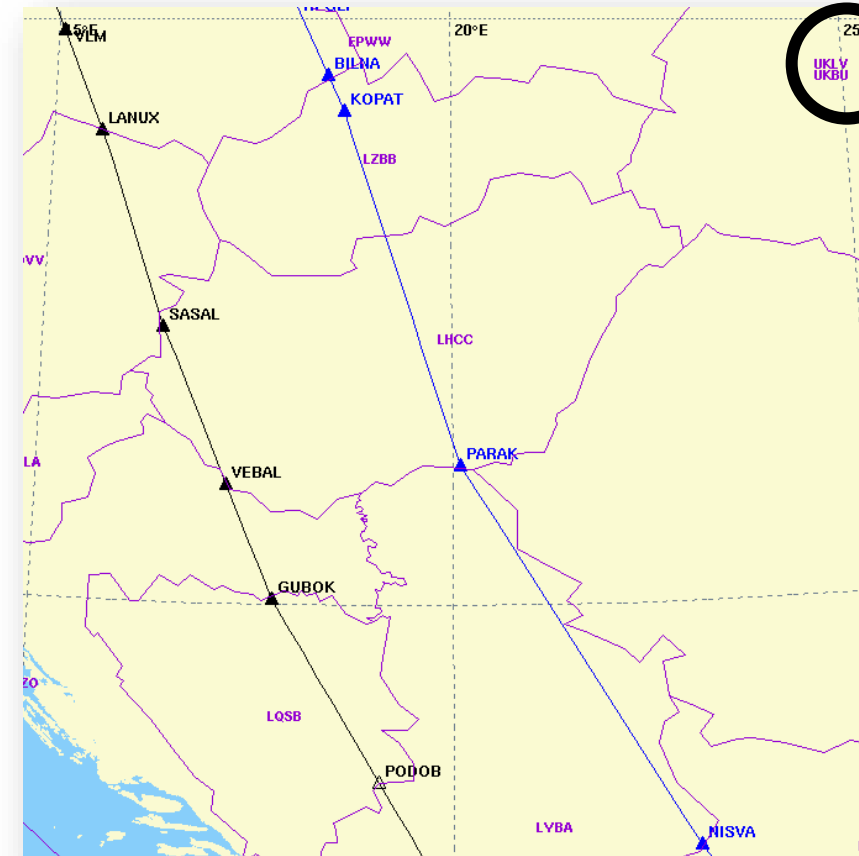 15°E
VLM
EPWW
20°E
25
UKLV
UKBU
BILNA
KOPAT
LANUX
LZBB
VV
SASAL
LHCC
PARAK
LA
VEBAL
GUBOK
ZO
LQSB
PODOB
LYBA
NISVA